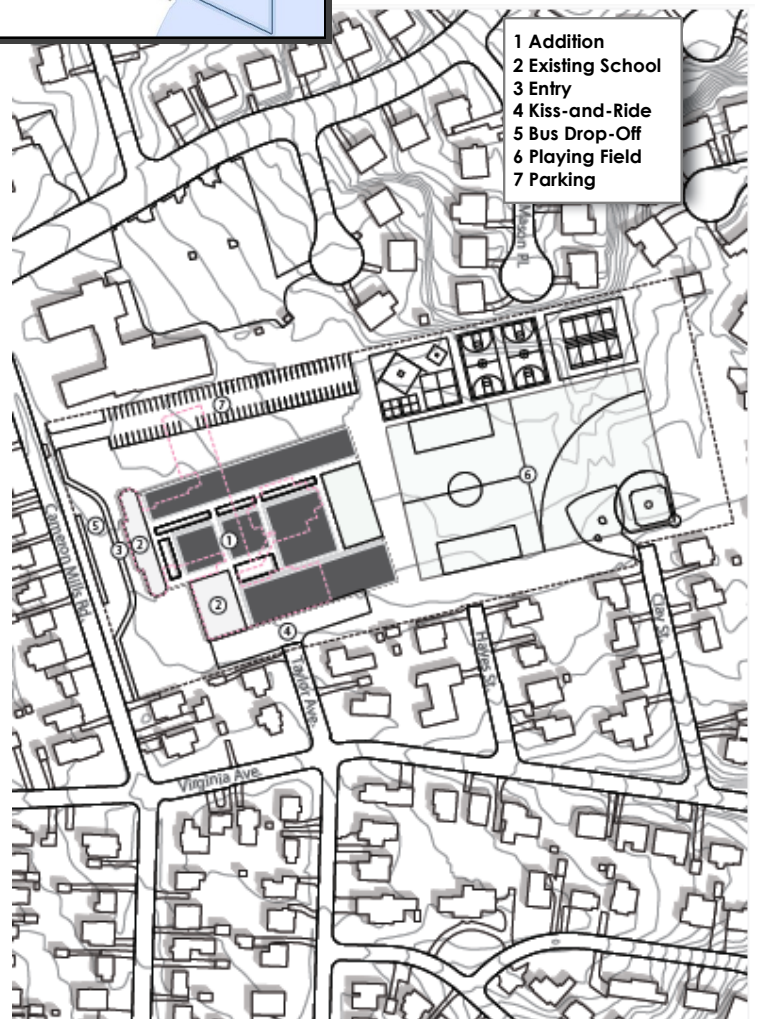 1 Addition
2 Existing School
3 Entry
4 Kiss-and-Ride
5 Bus Drop-Off
6 Playing Field
7 Parking
Mason Pl.
7
6
5
3
2
1
2
4
Cameron Mills Rd.
Taylor Ave.
Hayes St.
Clay St.
Virginia Ave.